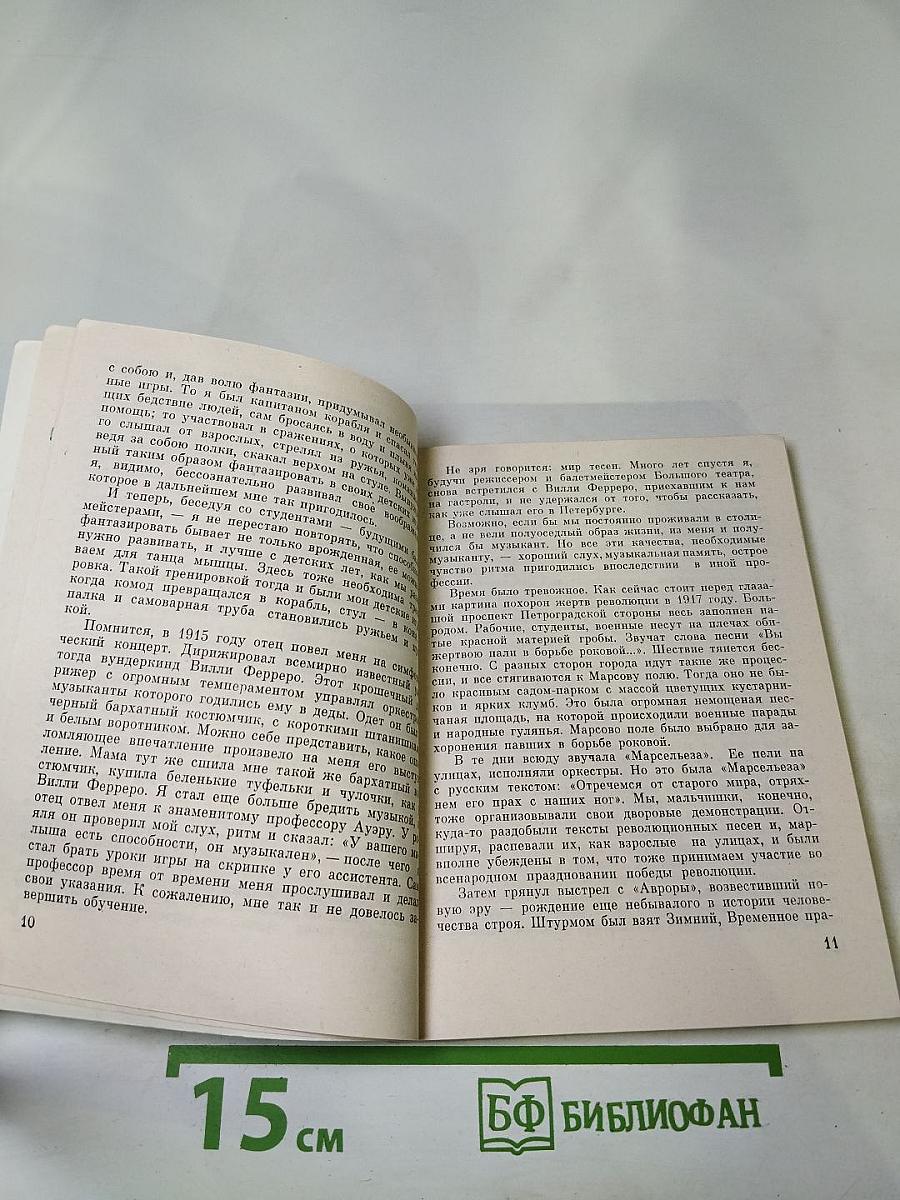 с собою и, дав волю фантазии, придумывал
ные игры. То я был капитаном корабля и спасал
щих бедствие людей, сам бросаясь в воду и
помощь; то участвовал в сражениях, о которых
го слышал от взрослых, стрелял из ружья,
ведя за собою полки, скакал верхом на стуле.
ный таким образом фантазировать в своих детских
я, видимо, бессознательно развивал свое
которое в дальнейшем мне так пригодилось.
И теперь, беседуя со студентами — будущими
мейстерами, — я не перестаю повторять, что
фантазировать бывает не только врожденная, ее
нужно развивать, и лучше с детских лет, как мы
ваем для танца мышцы. Здесь тоже необходима
ровка. Такой тренировкой тогда и были мои детские
когда комод превращался в корабль, стул — в
палка и самоварная труба становились ружьем
кой.
Помнится, в 1915 году отец повел меня на
ческий концерт. Дирижировал всемирно известный
тогда вундеркинд Вилли Ферреро. Этот крошечный
рижер с огромным темпераментом управлял
музыканты которого годились ему в деды. Одет он
черный бархатный костюмчик, с короткими
и белым воротником. Можно себе представить, какое
ломляющее впечатление произвело на меня его
ление. Мама тут же сшила мне такой же бархатный
стюмчик, купила беленькие туфельки и чулочки, как
Вилли Ферреро. Я стал еще больше бредить музыкой,
отец отвел меня к знаменитому профессору Ауэру. У
яля он проверил мой слух, ритм и сказал: «У вашего
лыша есть способности, он музыкален», — после чего
стал брать уроки игры на скрипке у его ассистента. Сам
профессор время от времени меня прослушивал и
свои указания. К сожалению, мне так и не довелось за-
вершить обучение.
10
Не зря говорится: мир тесен. Много лет спустя я,
будучи режиссером и балетмейстером Большого театра,
снова встретился с Вилли Ферреро, приехавшим к нам
на гастроли, и не удержался от того, чтобы рассказать,
как уже слышал его в Петербурге.
Возможно, если бы мы постоянно проживали в столи-
це, а не вели полуоседлый образ жизни, из меня и полу-
чился бы музыкант. Но все эти качества, необходимые
музыканту, — хороший слух, музыкальная память, острое
чувство ритма пригодились впоследствии в иной про-
фессии.
Время было тревожное. Как сейчас стоит перед глаза-
ми картина похорон жертв революции в 1917 году. Боль-
шой проспект Петроградской стороны весь заполнен на-
родом. Рабочие, студенты, военные несут на плечах оби-
тые красной материей гробы. Звучат слова песни «Вы
жертвою пали в борьбе роковой...». Шествие тянется бес-
конечно. С разных сторон города идут такие же процес-
сии, и все стягиваются к Марсову полю. Тогда оно не бы-
ло красивым садом-парком с массой цветущих кустарни-
ков и ярких клумб. Это была огромная немощеная пес-
чаная площадь, на которой происходили военные парады
и народные гулянья. Марсово поле было выбрано для за-
хоронения павших в борьбе роковой.
В те дни всюду звучала «Марсельеза». Ее пели на
улицах, исполняли оркестры. Но это была «Марсельеза»
с русским текстом: «Отречемся от старого мира, отрях-
нем его прах с наших ног». Мы, мальчишки, конечно,
тоже организовывали свои дворовые демонстрации. От-
куда-то раздобыли тексты революционных песен и, мар-
шируя, распевали их, как взрослые на улицах, и были
вполне убеждены в том, что тоже принимаем участие во
всенародном праздновании победы революции.
Затем грянул выстрел с «Авроры», возвестивший но-
вую эру — рождение еще небывалого в истории челове-
чества строя. Штурмом был взят Зимний, Временное пра-
11
15 см
БФ БИБЛИОФАН